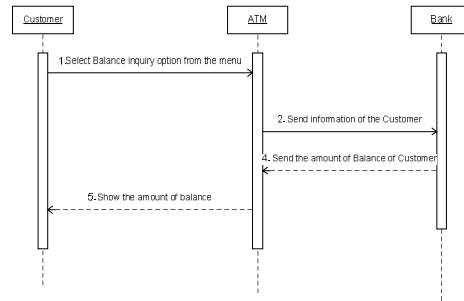 Customer
ATM
Bank
1.Select Balance inquiry option from the menu
2. Send information of the Customer
4. Send the amount of Balance of Customer
5. Show the amount of balance